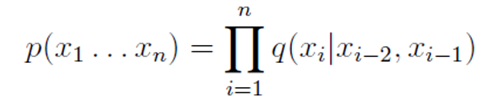 p(x_1 … x_n) = ∏_{i=1}^{n} q(x_i|x_{i−2}, x_{i−1})